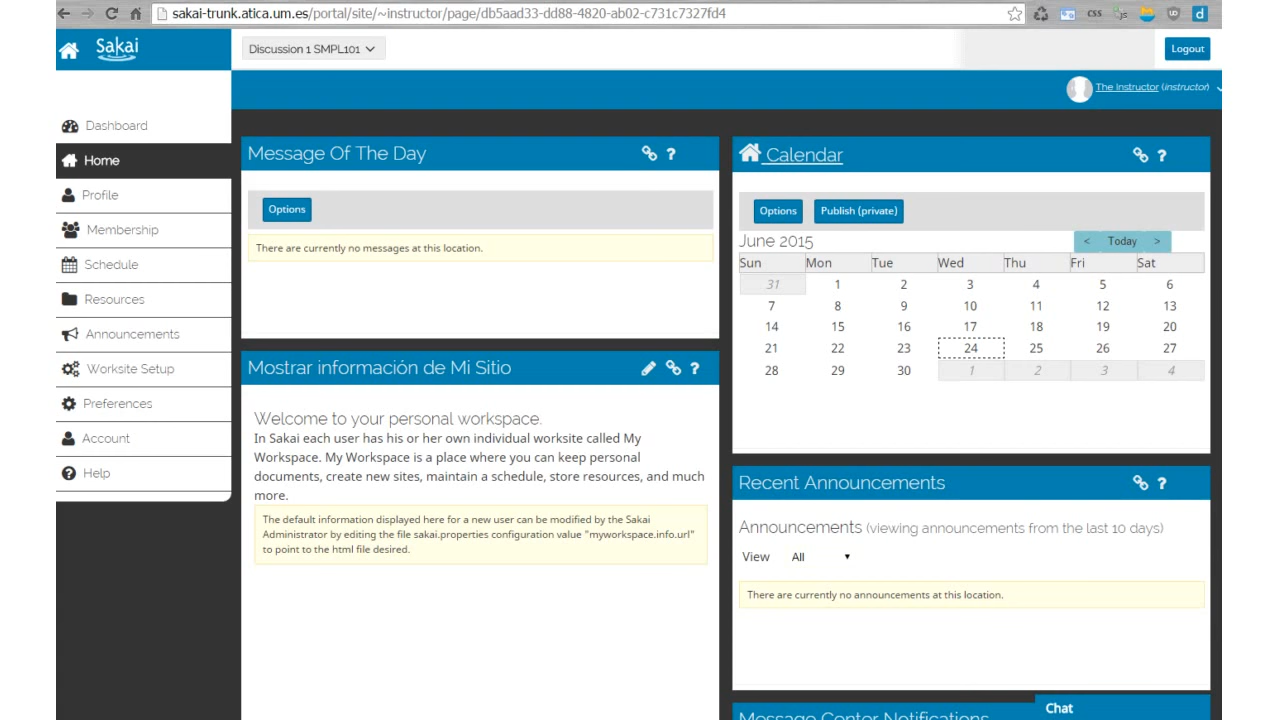 sakai-trunk.atica.um.es/portal/site/~instructor/page/db5aad33-dd88-4820-ab02-c731c7327fd4
CSS
js
d
Sakai
Discussion 1 SMPL101
Logout
The Instructor (instructor)
Dashboard
Home
Profile
Membership
Schedule
Resources
Announcements
Worksite Setup
Preferences
Account
Help
Message Of The Day
?
Options
There are currently no messages at this location.
Mostrar información de Mi Sitio
?
Welcome to your personal workspace.
In Sakai each user has his or her own individual worksite called My
Workspace. My Workspace is a place where you can keep personal
documents, create new sites, maintain a schedule, store resources, and much
more.
The default information displayed here for a new user can be modified by the Sakai
Administrator by editing the file sakai.properties configuration value "myworkspace.info.url"
to point to the html file desired.
Calendar
?
Options
Publish (private)
June 2015
< Today >
Sun Mon Tue Wed Thu Fri Sat
31 1 2 3 4 5 6
7 8 9 10 11 12 13
14 15 16 17 18 19 20
21 22 23 24 25 26 27
28 29 30 1 2 3 4
Recent Announcements
?
Announcements (viewing announcements from the last 10 days)
View All
There are currently no announcements at this location.
Message Center Notifications
Chat